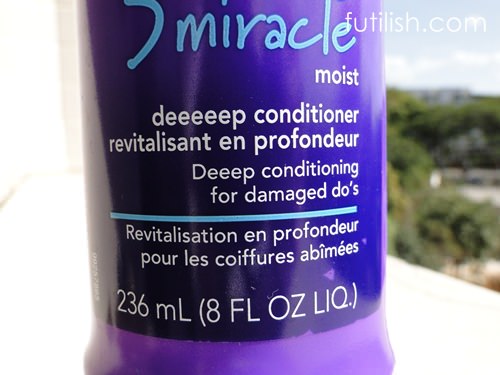 futilish.com
3 miracle
moist
deeeeep conditioner
revitalisant en profondeur
Deeep conditioning
for damaged do's
Revitalisation en profondeur
pour les coiffures abîmées
236 mL (8 FL OZ LIQ.)